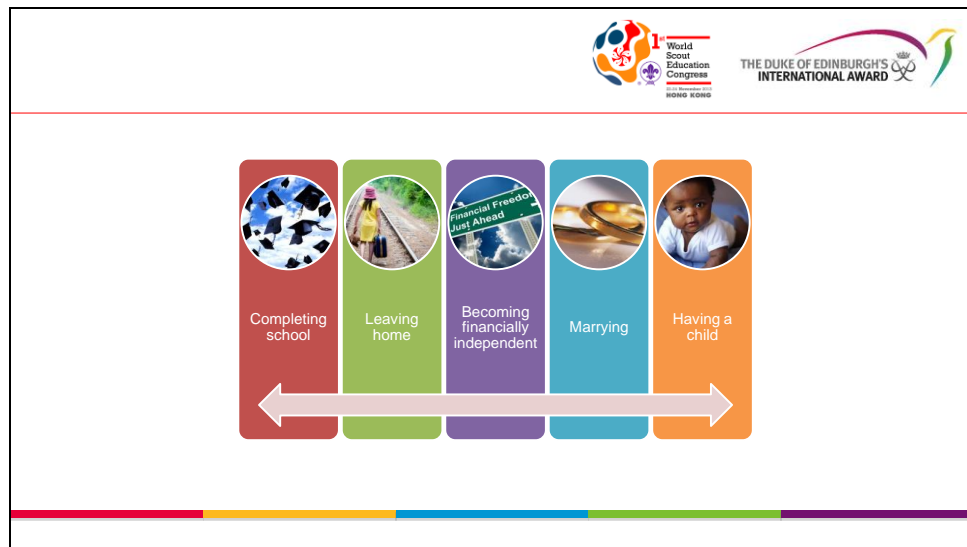 1st
World
Scout
Education
Congress
HONG KONG
THE DUKE OF EDINBURGH'S
INTERNATIONAL AWARD
Financial Freedom
Just Ahead
Completing
school
Leaving
home
Becoming
financially
independent
Marrying
Having a
child